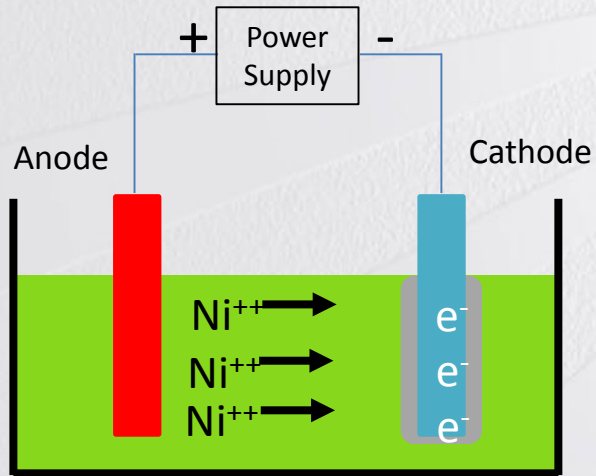 +
Power
Supply
-
Anode
Cathode
Ni⁺⁺
e⁻
Ni⁺⁺
e⁻
Ni⁺⁺
e⁻